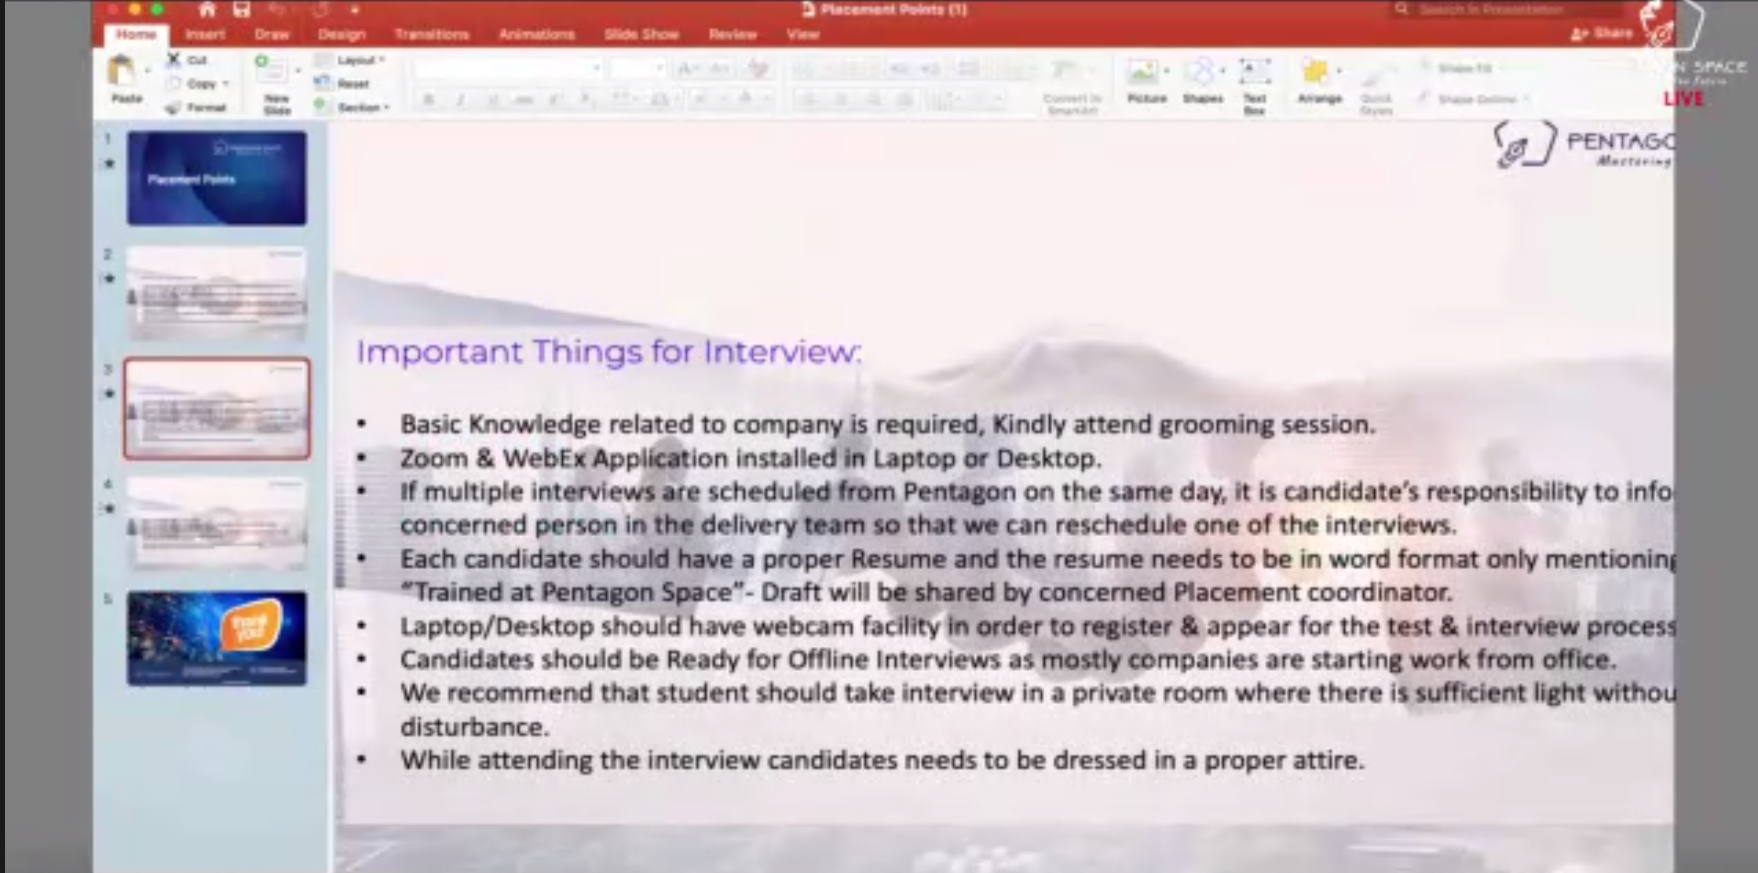 Placement Points (1)
Search in Presentation
Home Insert Draw Design Transitions Animations Slide Show Review View
Share
Cut
Copy
Format
Paste
New Slide
Layout
Reset
Section
Convert to SmartArt
Picture
Shapes
Text Box
Arrange
Quick Styles
Shape Fill
Shape Outline
N SPACE
LIVE
PENTAGO
Mastering
1
Placement Points
2
3
4
5
thank you!
Important Things for Interview:
• Basic Knowledge related to company is required, Kindly attend grooming session.
• Zoom & WebEx Application installed in Laptop or Desktop.
• If multiple interviews are scheduled from Pentagon on the same day, it is candidate's responsibility to info
concerned person in the delivery team so that we can reschedule one of the interviews.
• Each candidate should have a proper Resume and the resume needs to be in word format only mentioning
"Trained at Pentagon Space"- Draft will be shared by concerned Placement coordinator.
• Laptop/Desktop should have webcam facility in order to register & appear for the test & interview process
• Candidates should be Ready for Offline Interviews as mostly companies are starting work from office.
• We recommend that student should take interview in a private room where there is sufficient light withou
disturbance.
• While attending the interview candidates needs to be dressed in a proper attire.